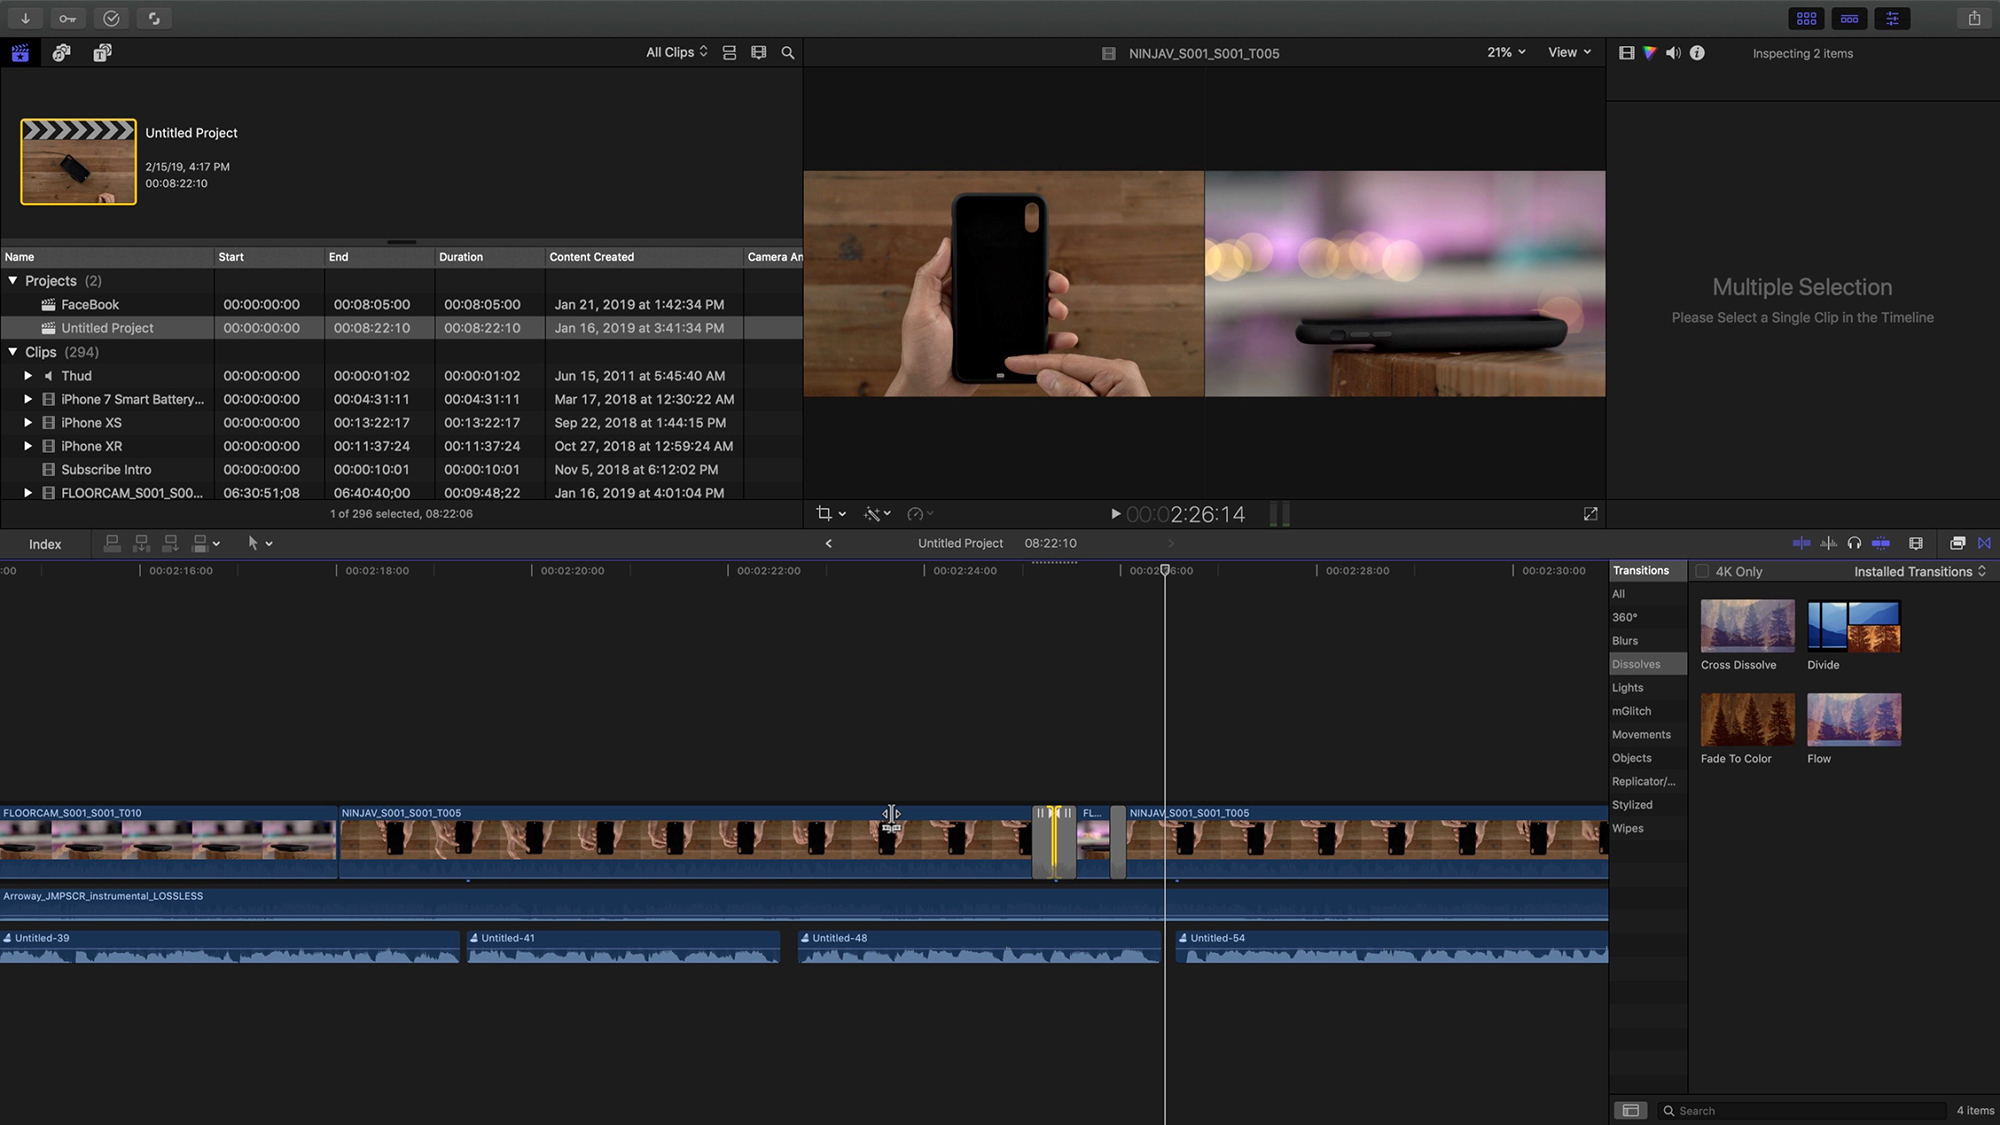 All Clips
NINJAV_S001_S001_T005
21%
View
Inspecting 2 items
Untitled Project
2/15/19, 4:17 PM
00:08:22:10
Name Start End Duration Content Created Camera An
Projects (2)
FaceBook 00:00:00:00 00:08:05:00 00:08:05:00 Jan 21, 2019 at 1:42:34 PM
Untitled Project 00:00:00:00 00:08:22:10 00:08:22:10 Jan 16, 2019 at 3:41:34 PM
Clips (294)
Thud 00:00:00:00 00:00:01:02 00:00:01:02 Jun 15, 2011 at 5:45:40 AM
iPhone 7 Smart Battery... 00:00:00:00 00:04:31:11 00:04:31:11 Mar 17, 2018 at 12:30:22 AM
iPhone XS 00:00:00:00 00:13:22:17 00:13:22:17 Sep 22, 2018 at 1:44:15 PM
iPhone XR 00:00:00:00 00:11:37:24 00:11:37:24 Oct 27, 2018 at 12:59:24 AM
Subscribe Intro 00:00:00:00 00:00:10:01 00:00:10:01 Nov 5, 2018 at 6:12:02 PM
FLOORCAM_S001_S00... 06:30:51;08 06:40:40;00 00:09:48;22 Jan 16, 2019 at 4:01:04 PM
1 of 296 selected, 08:22:06
Multiple Selection
Please Select a Single Clip in the Timeline
00:02:26:14
Index
Untitled Project 08:22:10
:00 00:02:16:00 00:02:18:00 00:02:20:00 00:02:22:00 00:02:24:00 00:02:26:00 00:02:28:00 00:02:30:00
FLOORCAM_S001_S001_T010 NINJAV_S001_S001_T005 FL... NINJAV_S001_S001_T005
Arroway_JMPSCR_instrumental_LOSSLESS
Untitled-39 Untitled-41 Untitled-48 Untitled-54
Transitions
All
360°
Blurs
Dissolves
Lights
mGlitch
Movements
Objects
Replicator/...
Stylized
Wipes
4K Only
Installed Transitions
Cross Dissolve Divide
Fade To Color Flow
Search
4 items